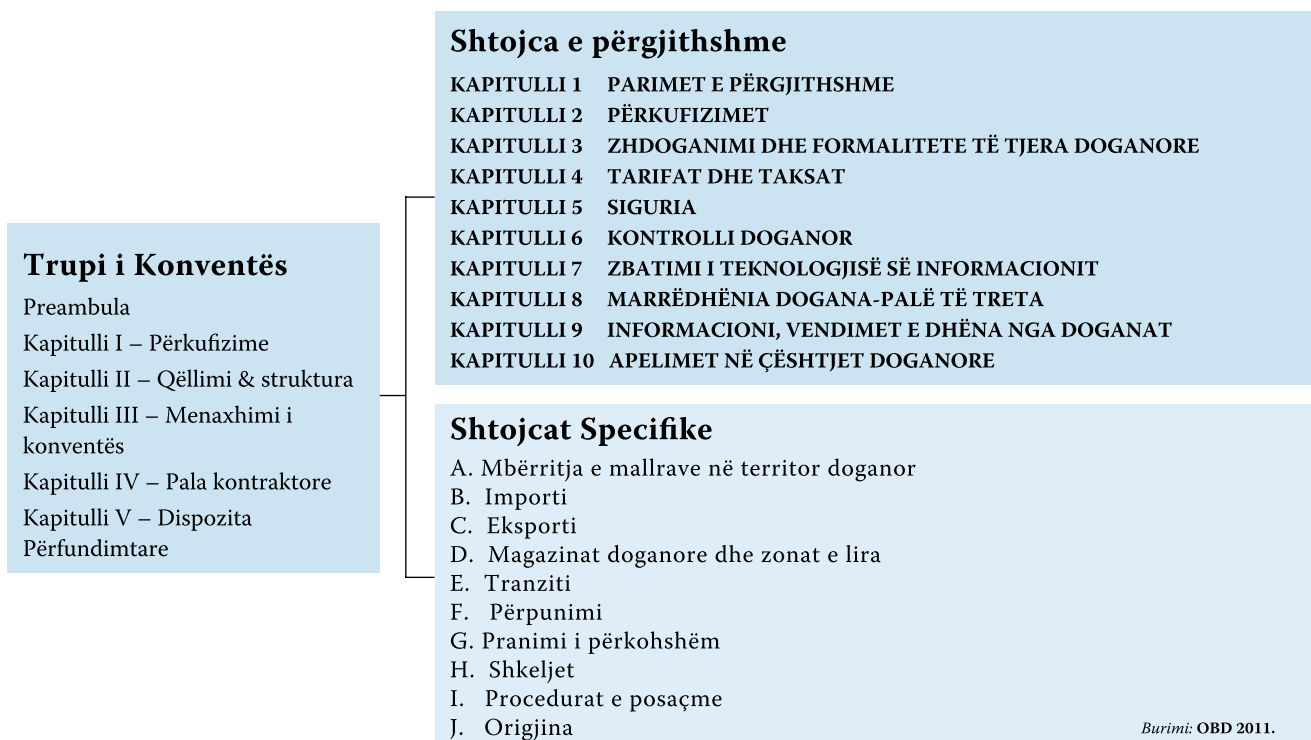 Trupi i Konventës
Preambula
Kapitulli I – Përkufizime
Kapitulli II – Qëllimi & struktura
Kapitulli III – Menaxhimi i
konventës
Kapitulli IV – Pala kontraktore
Kapitulli V – Dispozita
Përfundimtare
Shtojca e përgjithshme
KAPITULLI 1 PARIMET E PËRGJITHSHME
KAPITULLI 2 PËRKUFIZIMET
KAPITULLI 3 ZHDOGANIMI DHE FORMALITETE TË TJERA DOGANORE
KAPITULLI 4 TARIFAT DHE TAKSAT
KAPITULLI 5 SIGURIA
KAPITULLI 6 KONTROLLI DOGANOR
KAPITULLI 7 ZBATIMI I TEKNOLOGJISË SË INFORMACIONIT
KAPITULLI 8 MARRËDHËNIA DOGANA-PALË TË TRETA
KAPITULLI 9 INFORMACIONI, VENDIMET E DHËNA NGA DOGANAT
KAPITULLI 10 APELIMET NË ÇËSHTJET DOGANORE
Shtojcat Specifike
A. Mbërritja e mallrave në territor doganor
B. Importi
C. Eksporti
D. Magazinat doganore dhe zonat e lira
E. Tranziti
F. Përpunimi
G. Pranimi i përkohshëm
H. Shkeljet
I. Procedurat e posaçme
J. Origjina
Burimi: OBD 2011.